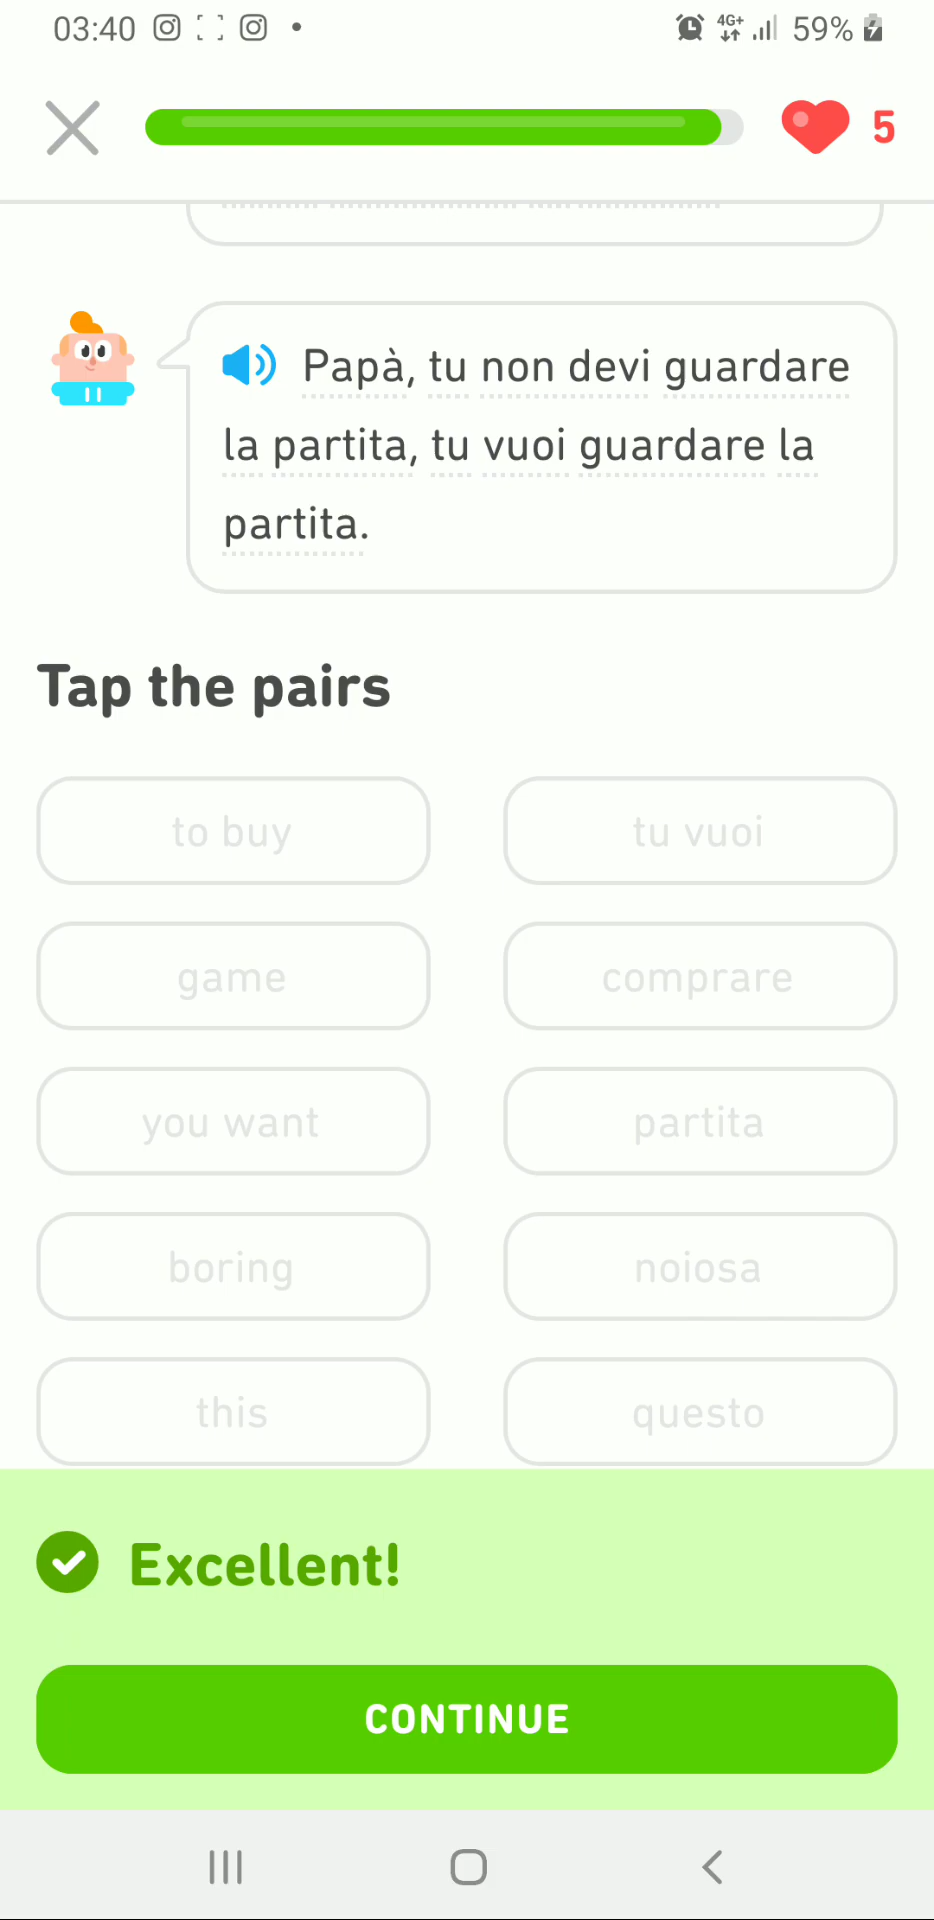 03:40 4G+ 59%
5
Papà, tu non devi guardare
la partita, tu vuoi guardare la
partita.
Tap the pairs
to buy tu vuoi
game comprare
you want partita
boring noiosa
this questo
Excellent!
CONTINUE